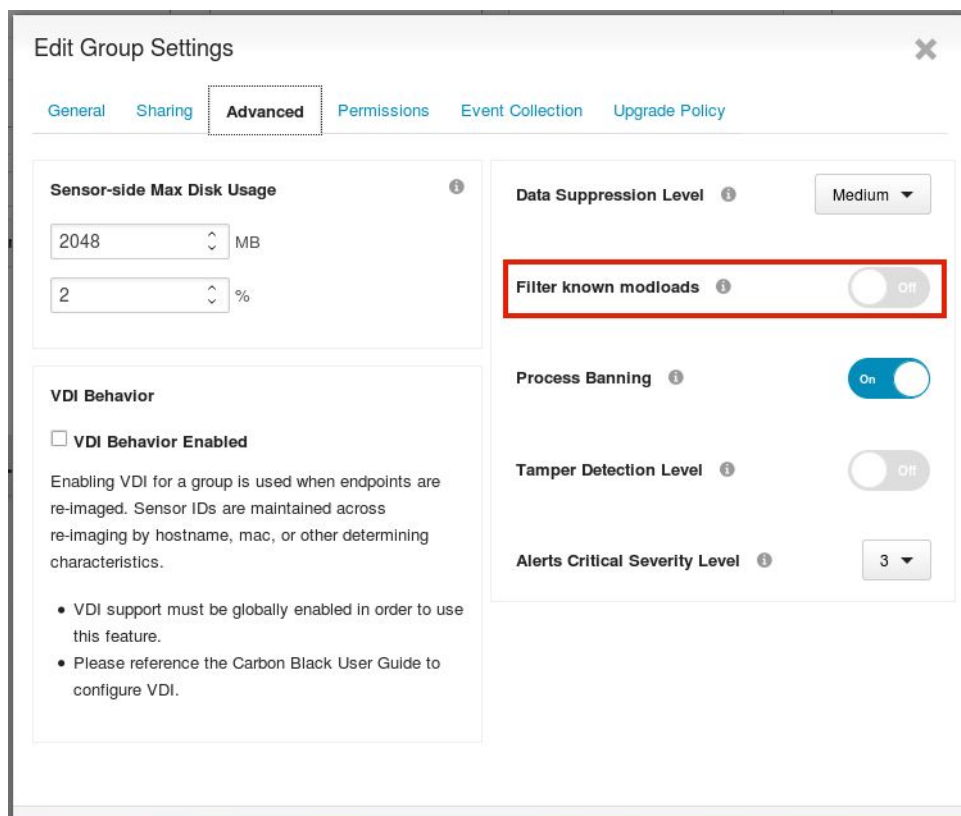 Edit Group Settings
General Sharing Advanced Permissions Event Collection Upgrade Policy
Sensor-side Max Disk Usage
2048 MB
2 %
VDI Behavior
VDI Behavior Enabled
Enabling VDI for a group is used when endpoints are
re-imaged. Sensor IDs are maintained across
re-imaging by hostname, mac, or other determining
characteristics.
• VDI support must be globally enabled in order to use
this feature.
• Please reference the Carbon Black User Guide to
configure VDI.
Data Suppression Level Medium
Filter known modloads Off
Process Banning On
Tamper Detection Level Off
Alerts Critical Severity Level 3